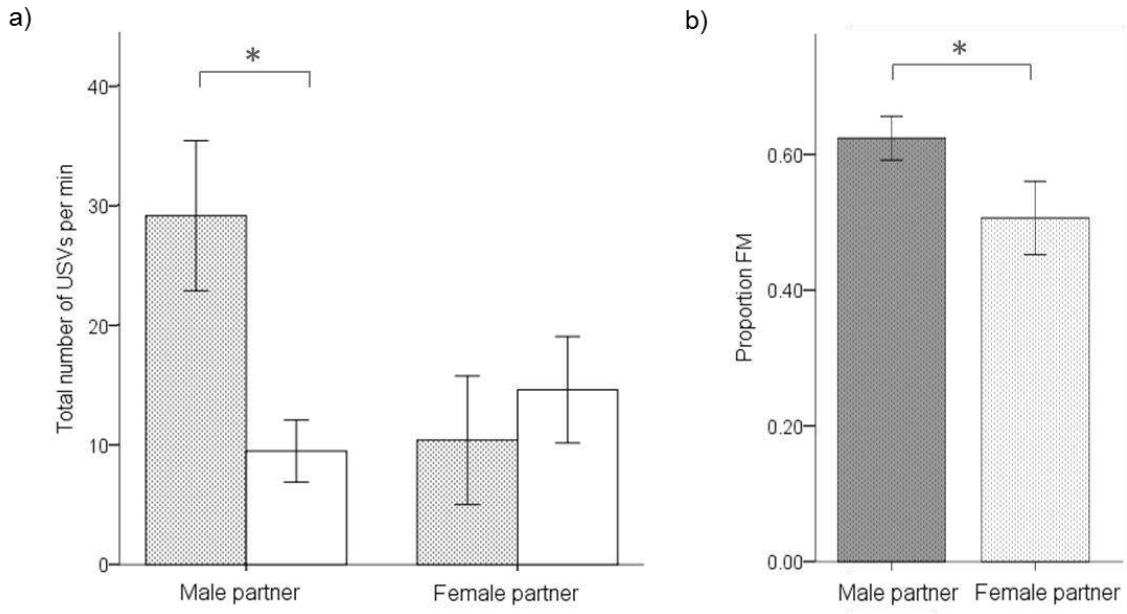 a)
*
Total number of USVs per min
40
30
20
10
0
Male partner
Female partner
b)
*
Proportion FM
0.60
0.40
0.20
0.00
Male partner
Female partner